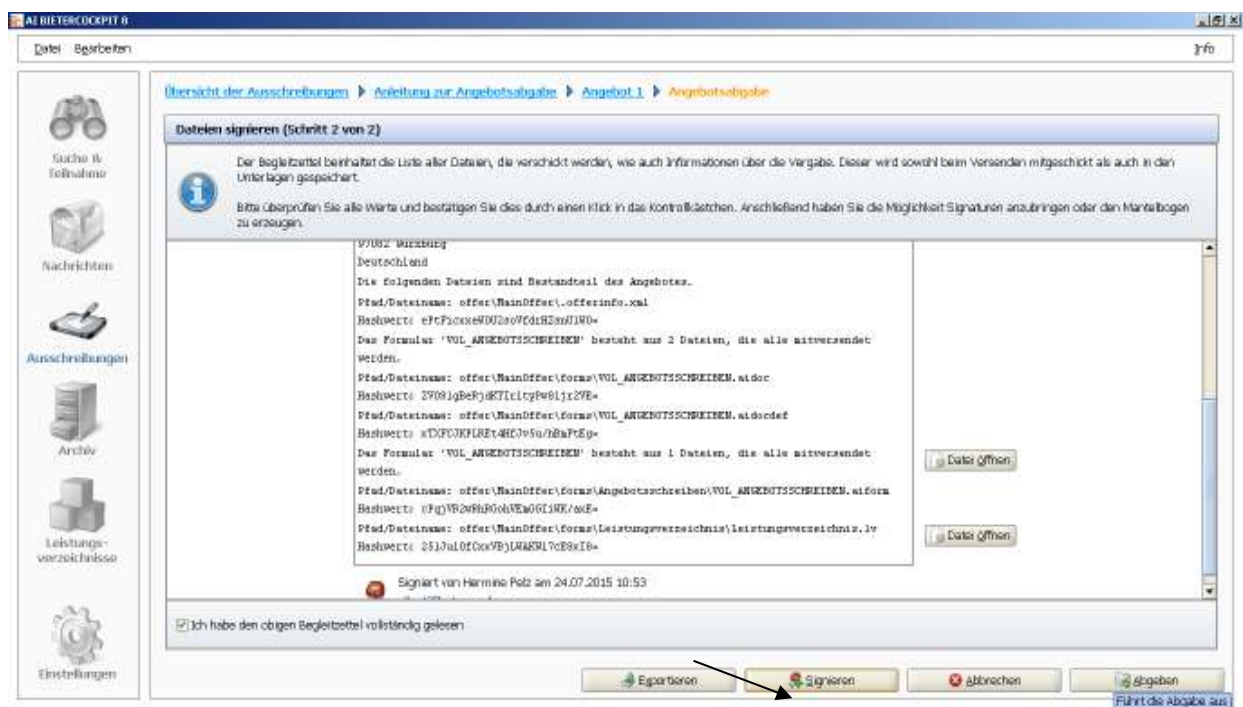 AI BIETERCOCKPIT 8
Datei Bearbeiten
Info
Übersicht der Ausschreibungen Anleitung zur Angebotsabgabe Angebot 1 Angebotsabgabe
Dateien signieren (Schritt 2 von 2)
Der Begleitzettel beinhaltet die Liste aller Dateien, die verschickt werden, wie auch Informationen über die Vergabe. Dieser wird sowohl beim Versenden mitgeschickt als auch in den
Unterlagen gespeichert.
Bitte überprüfen Sie alle Werte und bestätigen Sie dies durch einen Klick in das Kontrollkästchen. Anschließend haben Sie die Möglichkeit Signaturen anzubringen oder den Mantelbogen
zu erzeugen.
Suche &
Teilnahme
Nachrichten
Ausschreibungen
Archiv
Leistungs-
verzeichnisse
Einstellungen
97082 Würzburg
Deutschland
Die folgenden Dateien sind Bestandteil des Angebotes.
Pfad/Dateiname: offer\MainOffer\.offerinfo.xml
Hashwert:
Das Formular 'VOL_ANGEBOTSSCHREIBEN' besteht aus 2 Dateien, die alle mitversendet
werden.
Pfad/Dateiname: offer\MainOffer\forms\VOL_ANGEBOTSSCHREIBEN.aidoc
Hashwert:
Pfad/Dateiname: offer\MainOffer\forms\VOL_ANGEBOTSSCHREIBEN.aidocdef
Hashwert:
Das Formular 'VOL_ANGEBOTSSCHREIBEN' besteht aus 1 Dateien, die alle mitversendet
werden.
Pfad/Dateiname: offer\MainOffer\forms\Angebotsschreiben\VOL_ANGEBOTSSCHREIBEN.aiform
Hashwert:
Pfad/Dateiname: offer\MainOffer\forms\Leistungsverzeichnis\leistungsverzeichnis.lv
Hashwert:
Datei öffnen
Datei öffnen
Signiert von Hermine Pelz am 24.07.2015 10:53
Ich habe den obigen Begleitzettel vollständig gelesen
Exportieren Signieren Abbrechen Abgeben
Führt die Abgabe aus